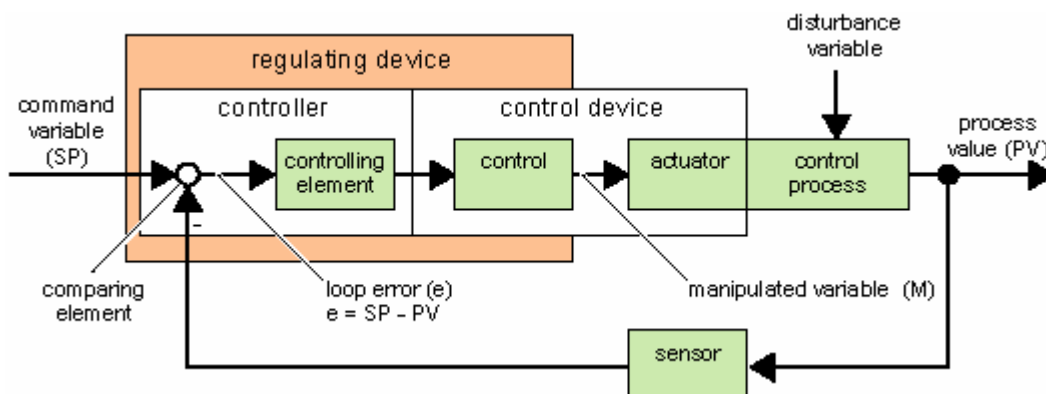 disturbance
variable
regulating device
command
variable
(SP)
controller
control device
process
value (PV)
controlling
element
control
actuator
control
process
-
comparing
element
loop error (e)
e = SP - PV
manipulated variable (M)
sensor